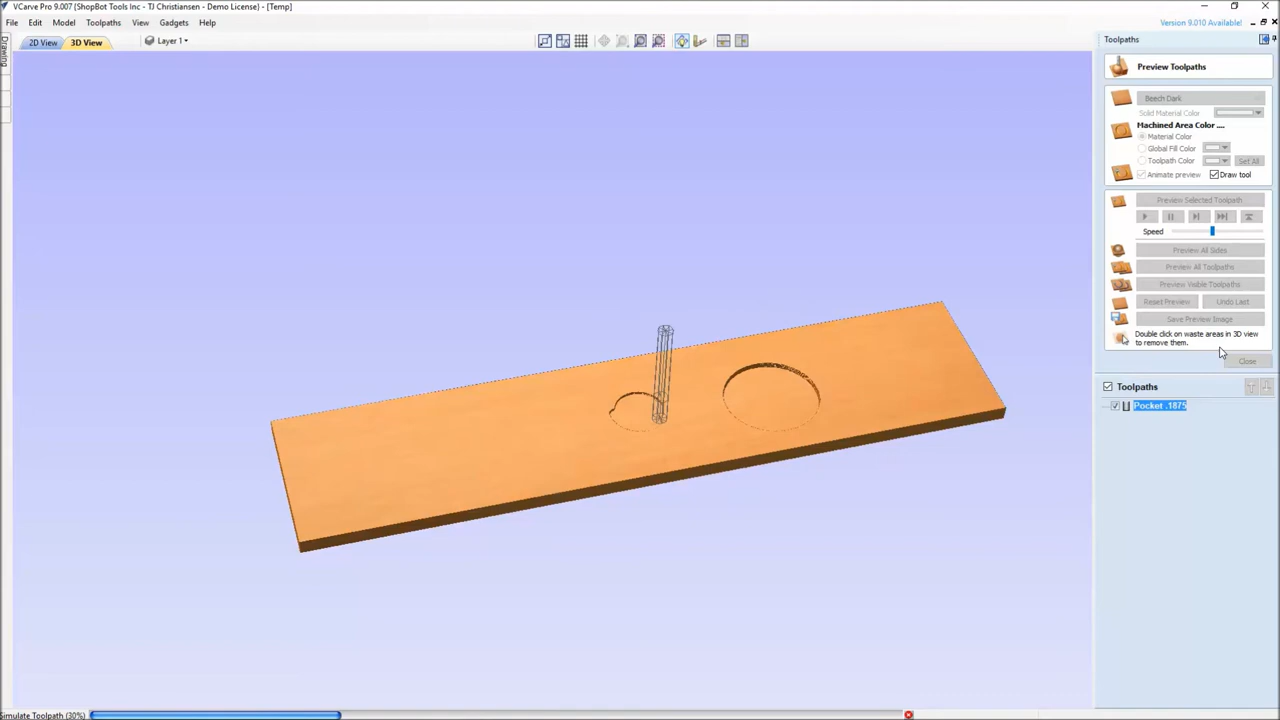 VCarve Pro 9.007 {ShopBot Tools Inc - TJ Christiansen - Demo License} - [Temp]
File Edit Model Toolpaths View Gadgets Help
Version 9.010 Available!
Drawing
2D View 3D View Layer 1
Toolpaths
Preview Toolpaths
Beech Dark
Solid Material Color
Machined Area Color ....
Material Color
Global Fill Color
Toolpath Color Set All
Animate preview Draw tool
Preview Selected Toolpath
Speed
Preview All Sides
Preview All Toolpaths
Preview Visible Toolpaths
Reset Preview Undo Last
Save Preview Image
Double click on waste areas in 3D view
to remove them.
Close
Toolpaths
Pocket .1875
Simulate Toolpath (30%)